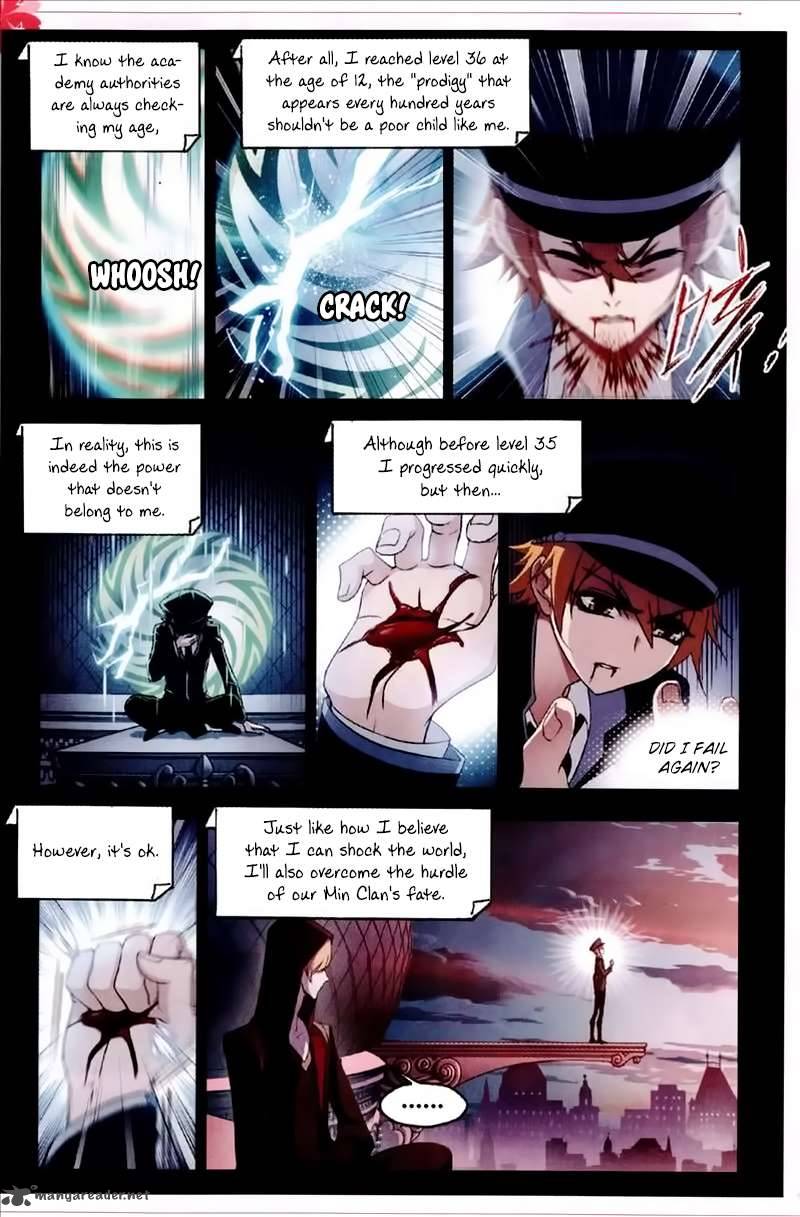 I know the aca-
demy authorities
are always check-
ing my age,
After all, I reached level 36 at
the age of 12, the "prodigy" that
appears every hundred years
shouldn't be a poor child like me.
WHOOSH!
CRACK!
In reality, this is
indeed the power
that doesn't
belong to me.
Although before level 35
I progressed quickly,
but then...
DID I FAIL
AGAIN?
However, it's ok.
Just like how I believe
that I can shock the world,
I'll also overcome the hurdle
of our Min Clan's fate.
......
mangareader.net